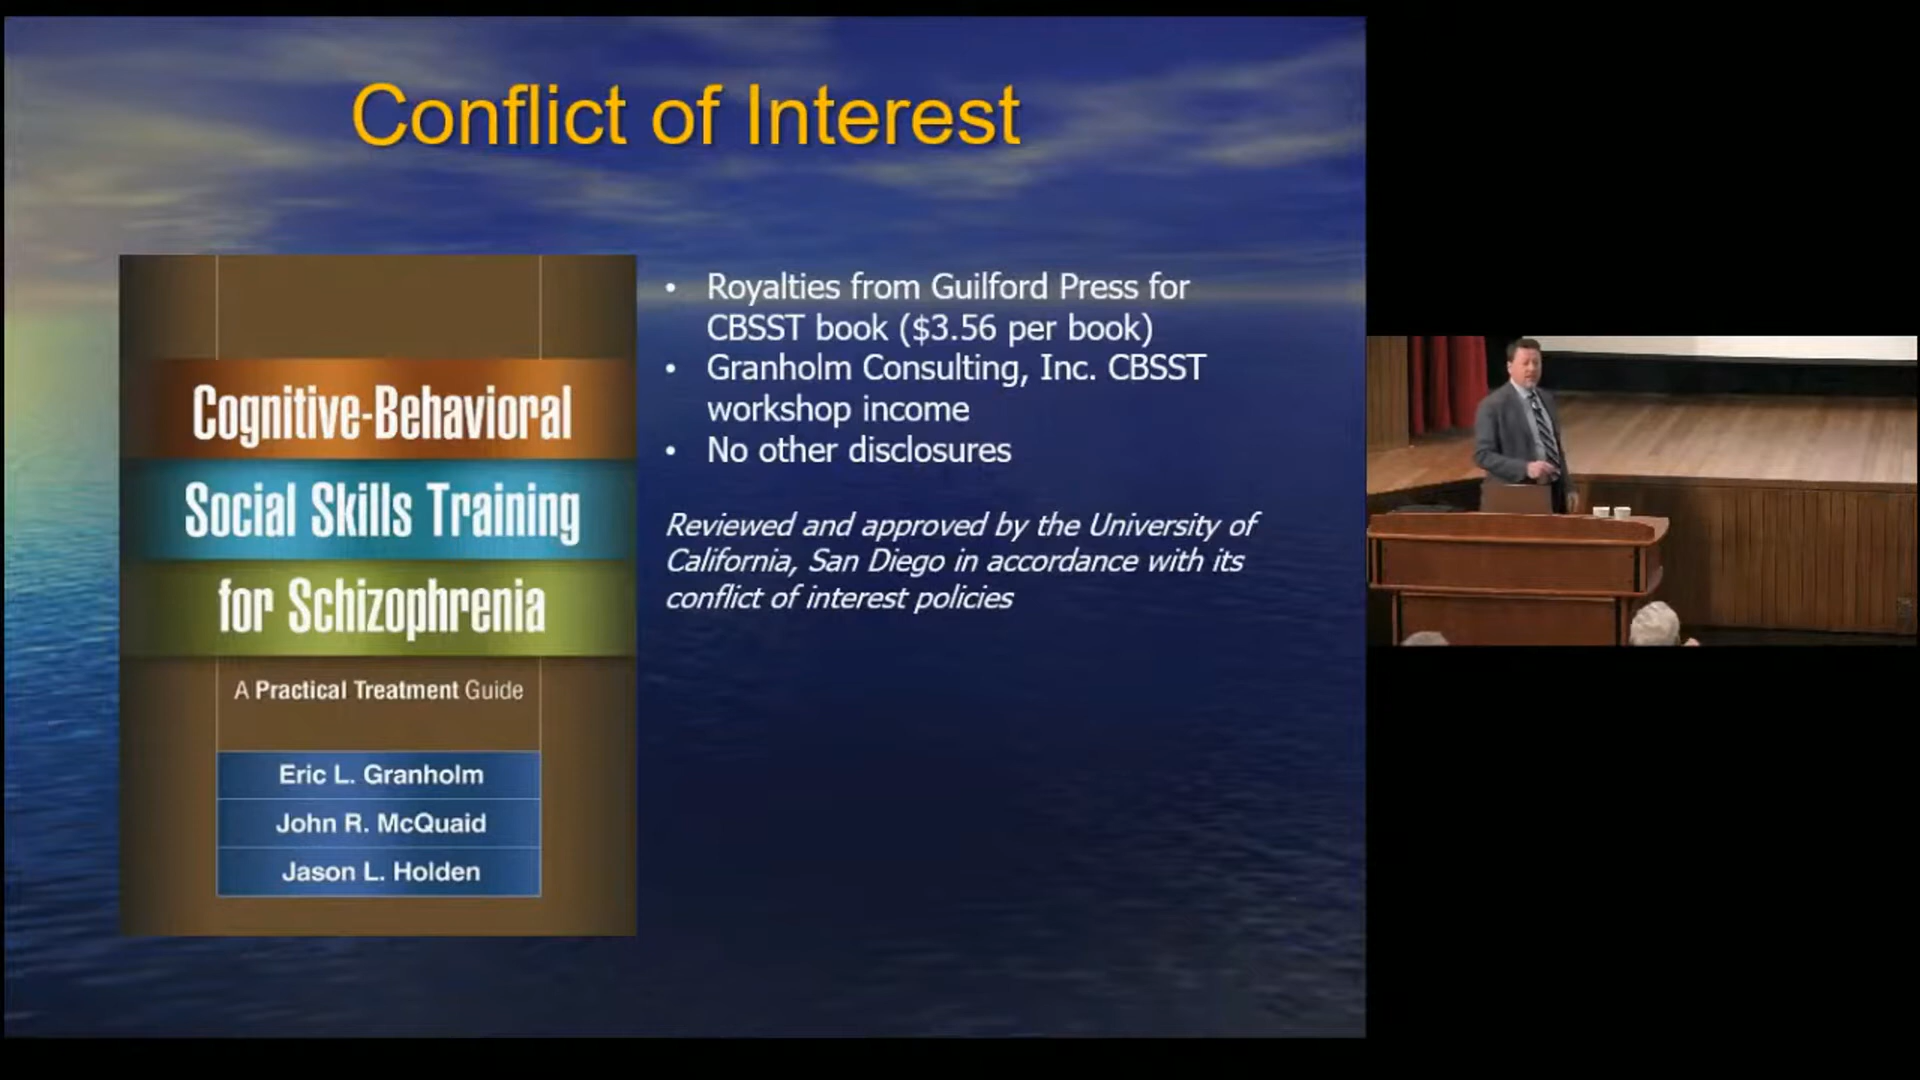 Conflict of Interest
Cognitive-Behavioral
Social Skills Training
for Schizophrenia
A Practical Treatment Guide
Eric L. Granholm
John R. McQuaid
Jason L. Holden
• Royalties from Guilford Press for
CBSST book ($3.56 per book)
• Granholm Consulting, Inc. CBSST
workshop income
• No other disclosures
Reviewed and approved by the University of
California, San Diego in accordance with its
conflict of interest policies